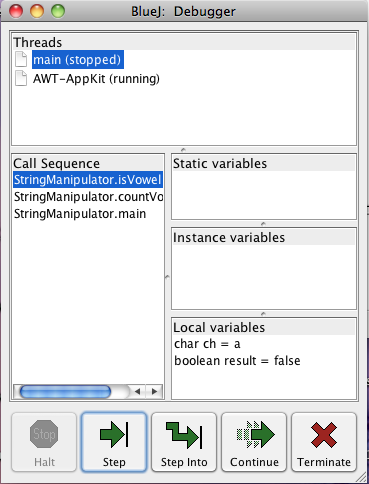 BlueJ: Debugger
Threads
main (stopped)
AWT-AppKit (running)
Call Sequence
StringManipulator.isVowel
StringManipulator.countVo
StringManipulator.main
Static variables
Instance variables
Local variables
char ch = a
boolean result = false
Stop
Halt
Step
Step Into
Continue
Terminate